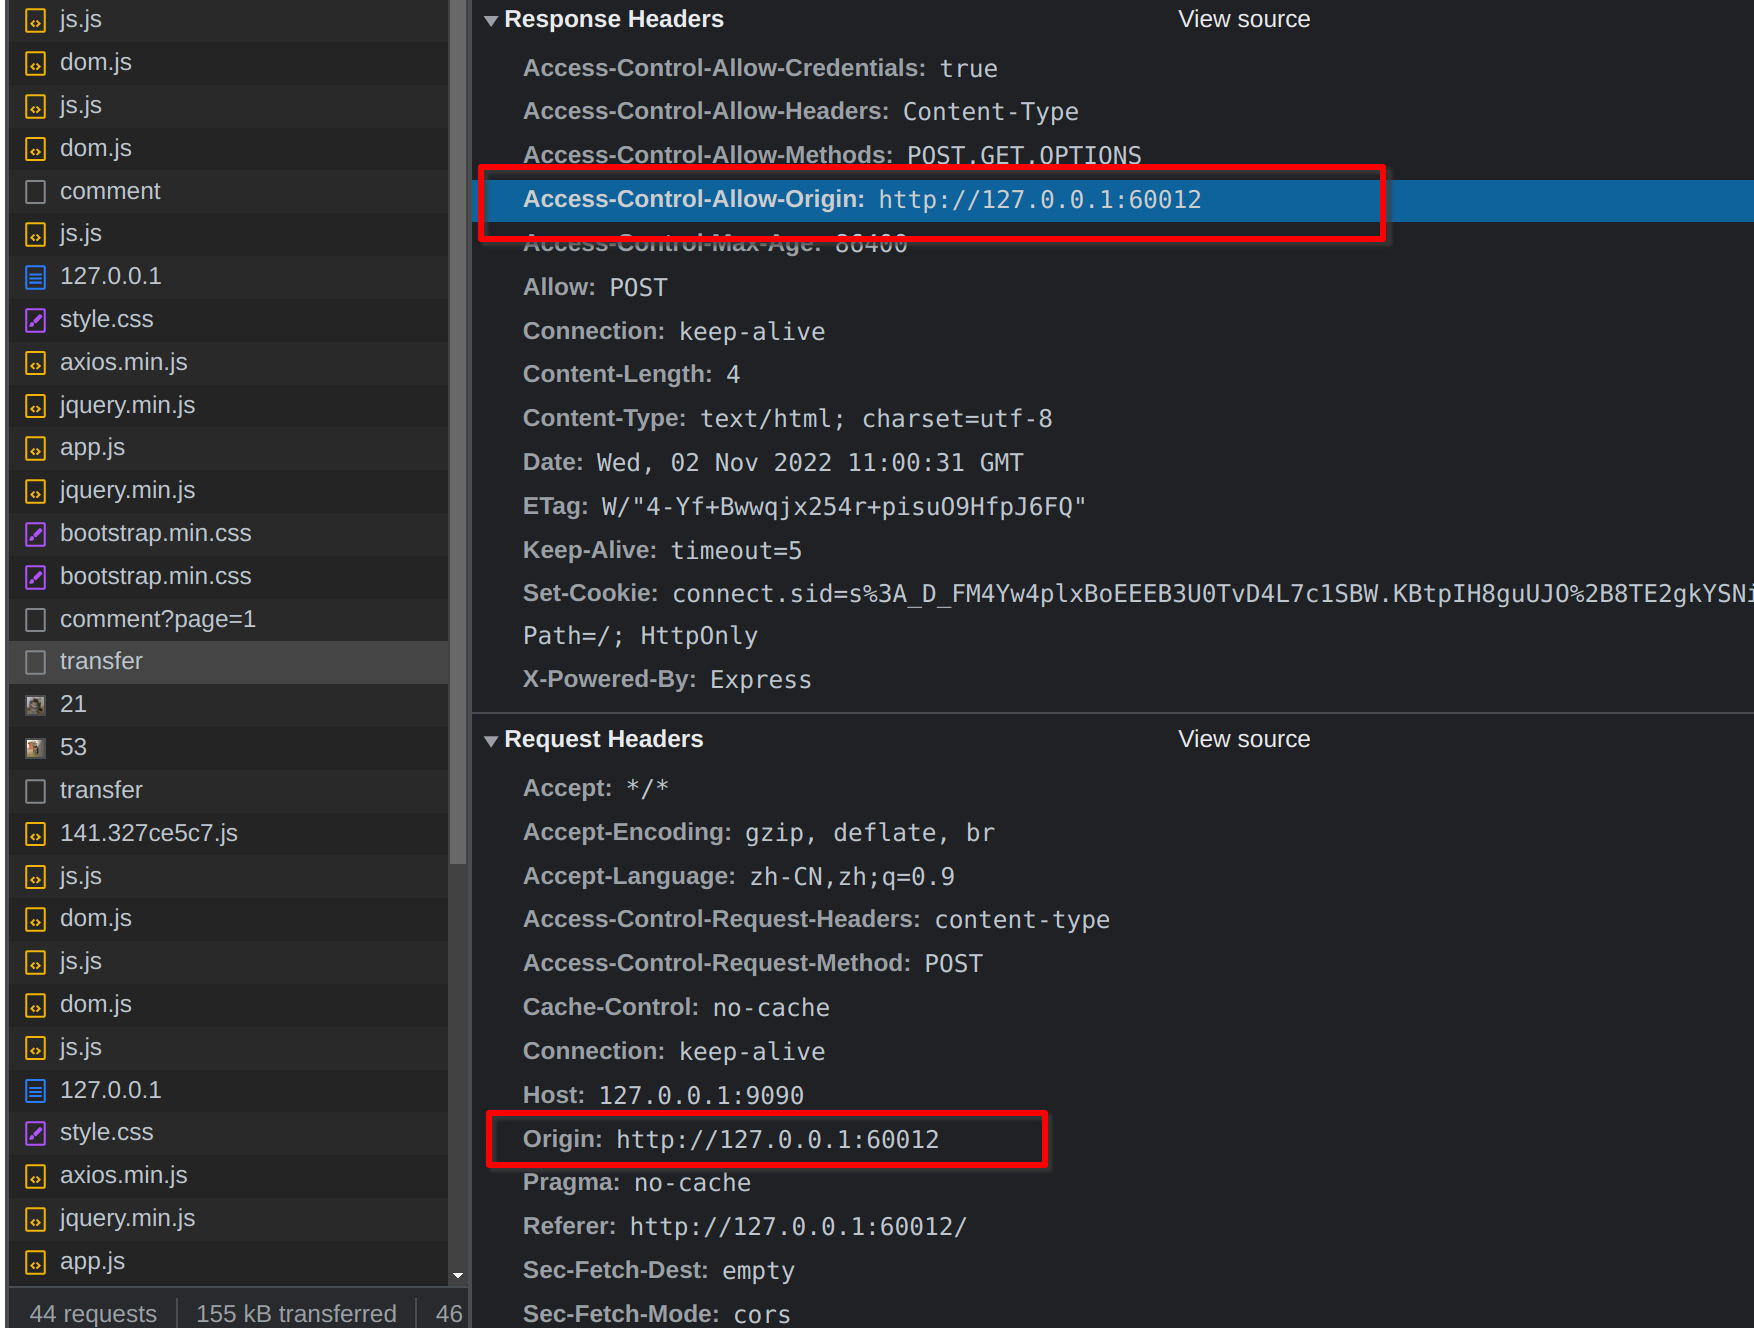 js.js
dom.js
js.js
dom.js
comment
js.js
127.0.0.1
style.css
axios.min.js
jquery.min.js
app.js
jquery.min.js
bootstrap.min.css
bootstrap.min.css
comment?page=1
transfer
21
53
transfer
141.327ce5c7.js
js.js
dom.js
js.js
dom.js
js.js
127.0.0.1
style.css
axios.min.js
jquery.min.js
app.js
44 requests 155 kB transferred 46
Response Headers View source
Access-Control-Allow-Credentials: true
Access-Control-Allow-Headers: Content-Type
Access-Control-Allow-Methods: POST,GET,OPTIONS
Access-Control-Allow-Origin: http://127.0.0.1:60012
Access-Control-Max-Age: 86400
Allow: POST
Connection: keep-alive
Content-Length: 4
Content-Type: text/html; charset=utf-8
Date: Wed, 02 Nov 2022 11:00:31 GMT
ETag: W/"4-Yf+Bwwqjx254r+pisuO9HfpJ6FQ"
Keep-Alive: timeout=5
Set-Cookie: connect.sid=s%3A_D_FM4Yw4plxBoEEEB3U0TvD4L7c1SBW.KBtpIH8guUJO%2B8TE2gkYSNi
Path=/; HttpOnly
X-Powered-By: Express
Request Headers View source
Accept: */*
Accept-Encoding: gzip, deflate, br
Accept-Language: zh-CN,zh;q=0.9
Access-Control-Request-Headers: content-type
Access-Control-Request-Method: POST
Cache-Control: no-cache
Connection: keep-alive
Host: 127.0.0.1:9090
Origin: http://127.0.0.1:60012
Pragma: no-cache
Referer: http://127.0.0.1:60012/
Sec-Fetch-Dest: empty
Sec-Fetch-Mode: cors